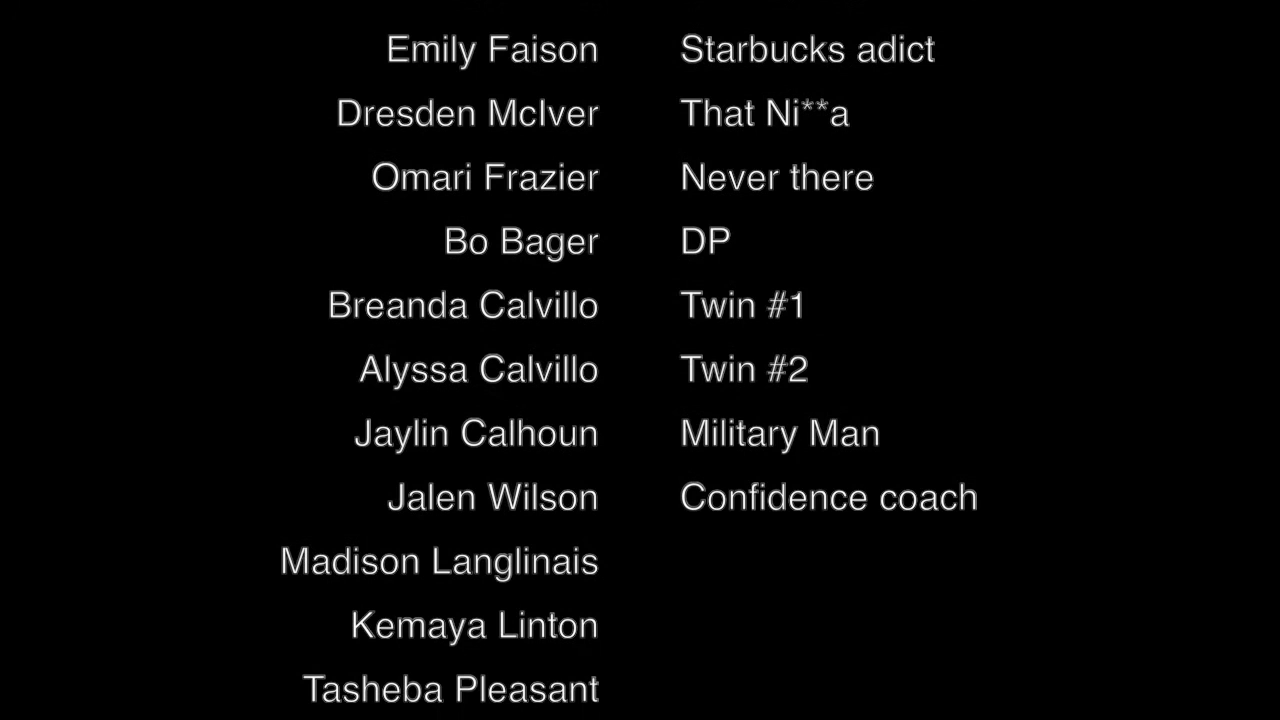 Emily Faison Starbucks adict
Dresden McIver That Ni**a
Omari Frazier Never there
Bo Bager DP
Breanda Calvillo Twin #1
Alyssa Calvillo Twin #2
Jaylin Calhoun Military Man
Jalen Wilson Confidence coach
Madison Langlinais
Kemaya Linton
Tasheba Pleasant